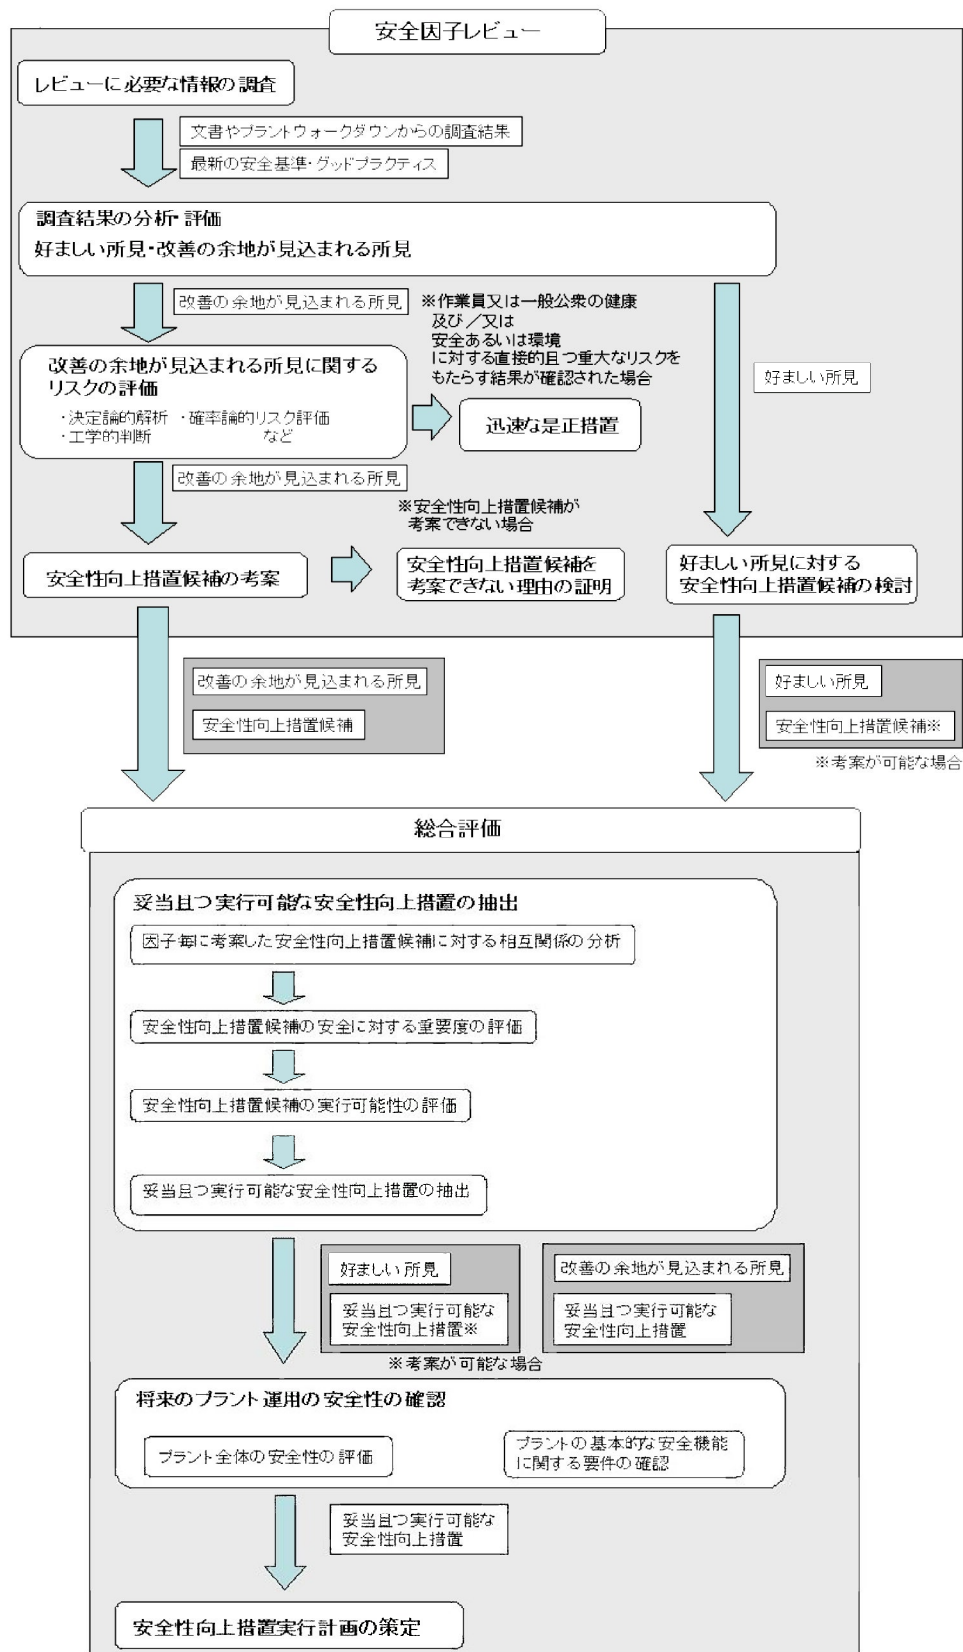 安全因子レビュー
レビューに必要な情報の調査
文書やプラントウォークダウンからの調査結果
最新の安全基準・グッドプラクティス
調査結果の分析・評価
好ましい所見・改善の余地が見込まれる所見
改善の余地が見込まれる所見
※作業員又は一般公衆の健康
及び／又は
安全あるいは環境
に対する直接的且つ重大なリスクを
もたらす結果が確認された場合
好ましい所見
改善の余地が見込まれる所見に関する
リスクの評価
・決定論的解析 ・確率論的リスク評価
・工学的判断 など
迅速な是正措置
改善の余地が見込まれる所見
※安全性向上措置候補が
考案できない場合
安全性向上措置候補の考案
安全性向上措置候補を
考案できない理由の証明
好ましい所見に対する
安全性向上措置候補の検討
改善の余地が見込まれる所見
安全性向上措置候補
好ましい所見
安全性向上措置候補※
※考案が可能な場合
総合評価
妥当且つ実行可能な安全性向上措置の抽出
因子毎に考案した安全性向上措置候補に対する相互関係の分析
安全性向上措置候補の安全に対する重要度の評価
安全性向上措置候補の実行可能性の評価
妥当且つ実行可能な安全性向上措置の抽出
好ましい所見
妥当且つ実行可能な
安全性向上措置※
改善の余地が見込まれる所見
妥当且つ実行可能な
安全性向上措置
※考案が可能な場合
将来のプラント運用の安全性の確認
プラント全体の安全性の評価
プラントの基本的な安全機能
に関する要件の確認
妥当且つ実行可能な
安全性向上措置
安全性向上措置実行計画の策定